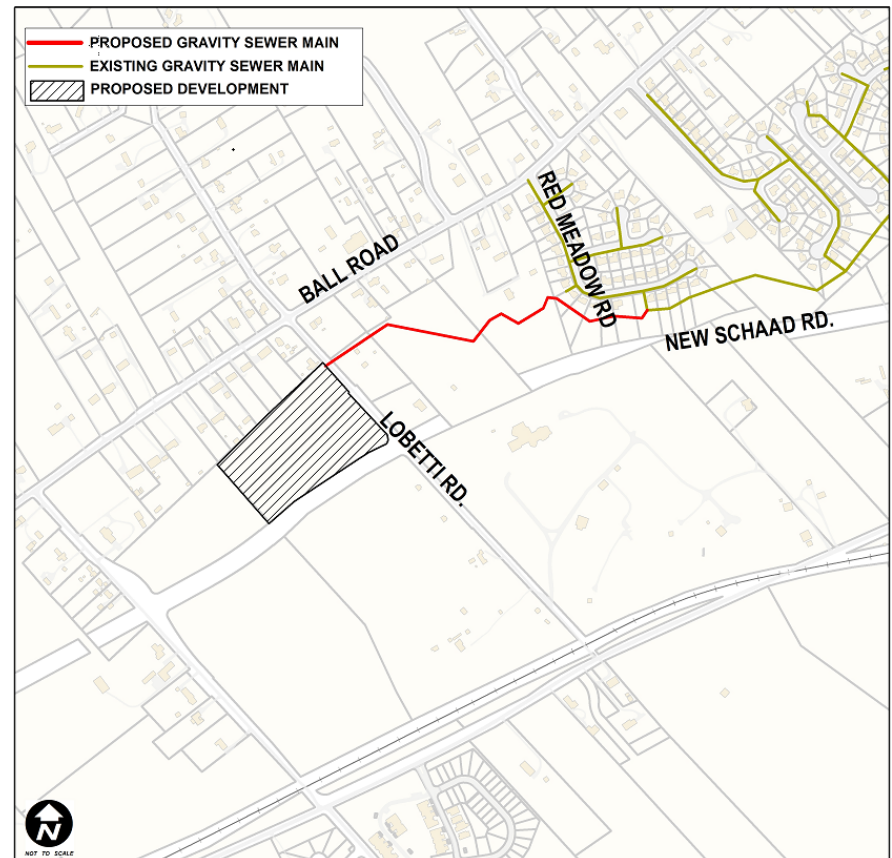 PROPOSED GRAVITY SEWER MAIN
EXISTING GRAVITY SEWER MAIN
PROPOSED DEVELOPMENT
RED MEADOW RD
BALL ROAD
NEW SCHAAD RD.
LOBETTI RD.
N
NOT TO SCALE